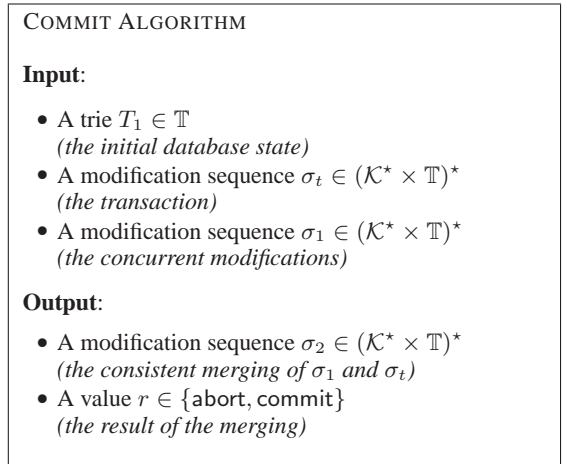 COMMIT ALGORITHM
Input:
• A trie T₁ ∈ 𝕋
(the initial database state)
• A modification sequence σₜ ∈ (𝒦⋆ × 𝕋)⋆
(the transaction)
• A modification sequence σ₁ ∈ (𝒦⋆ × 𝕋)⋆
(the concurrent modifications)
Output:
• A modification sequence σ₂ ∈ (𝒦⋆ × 𝕋)⋆
(the consistent merging of σ₁ and σₜ)
• A value r ∈ {abort, commit}
(the result of the merging)